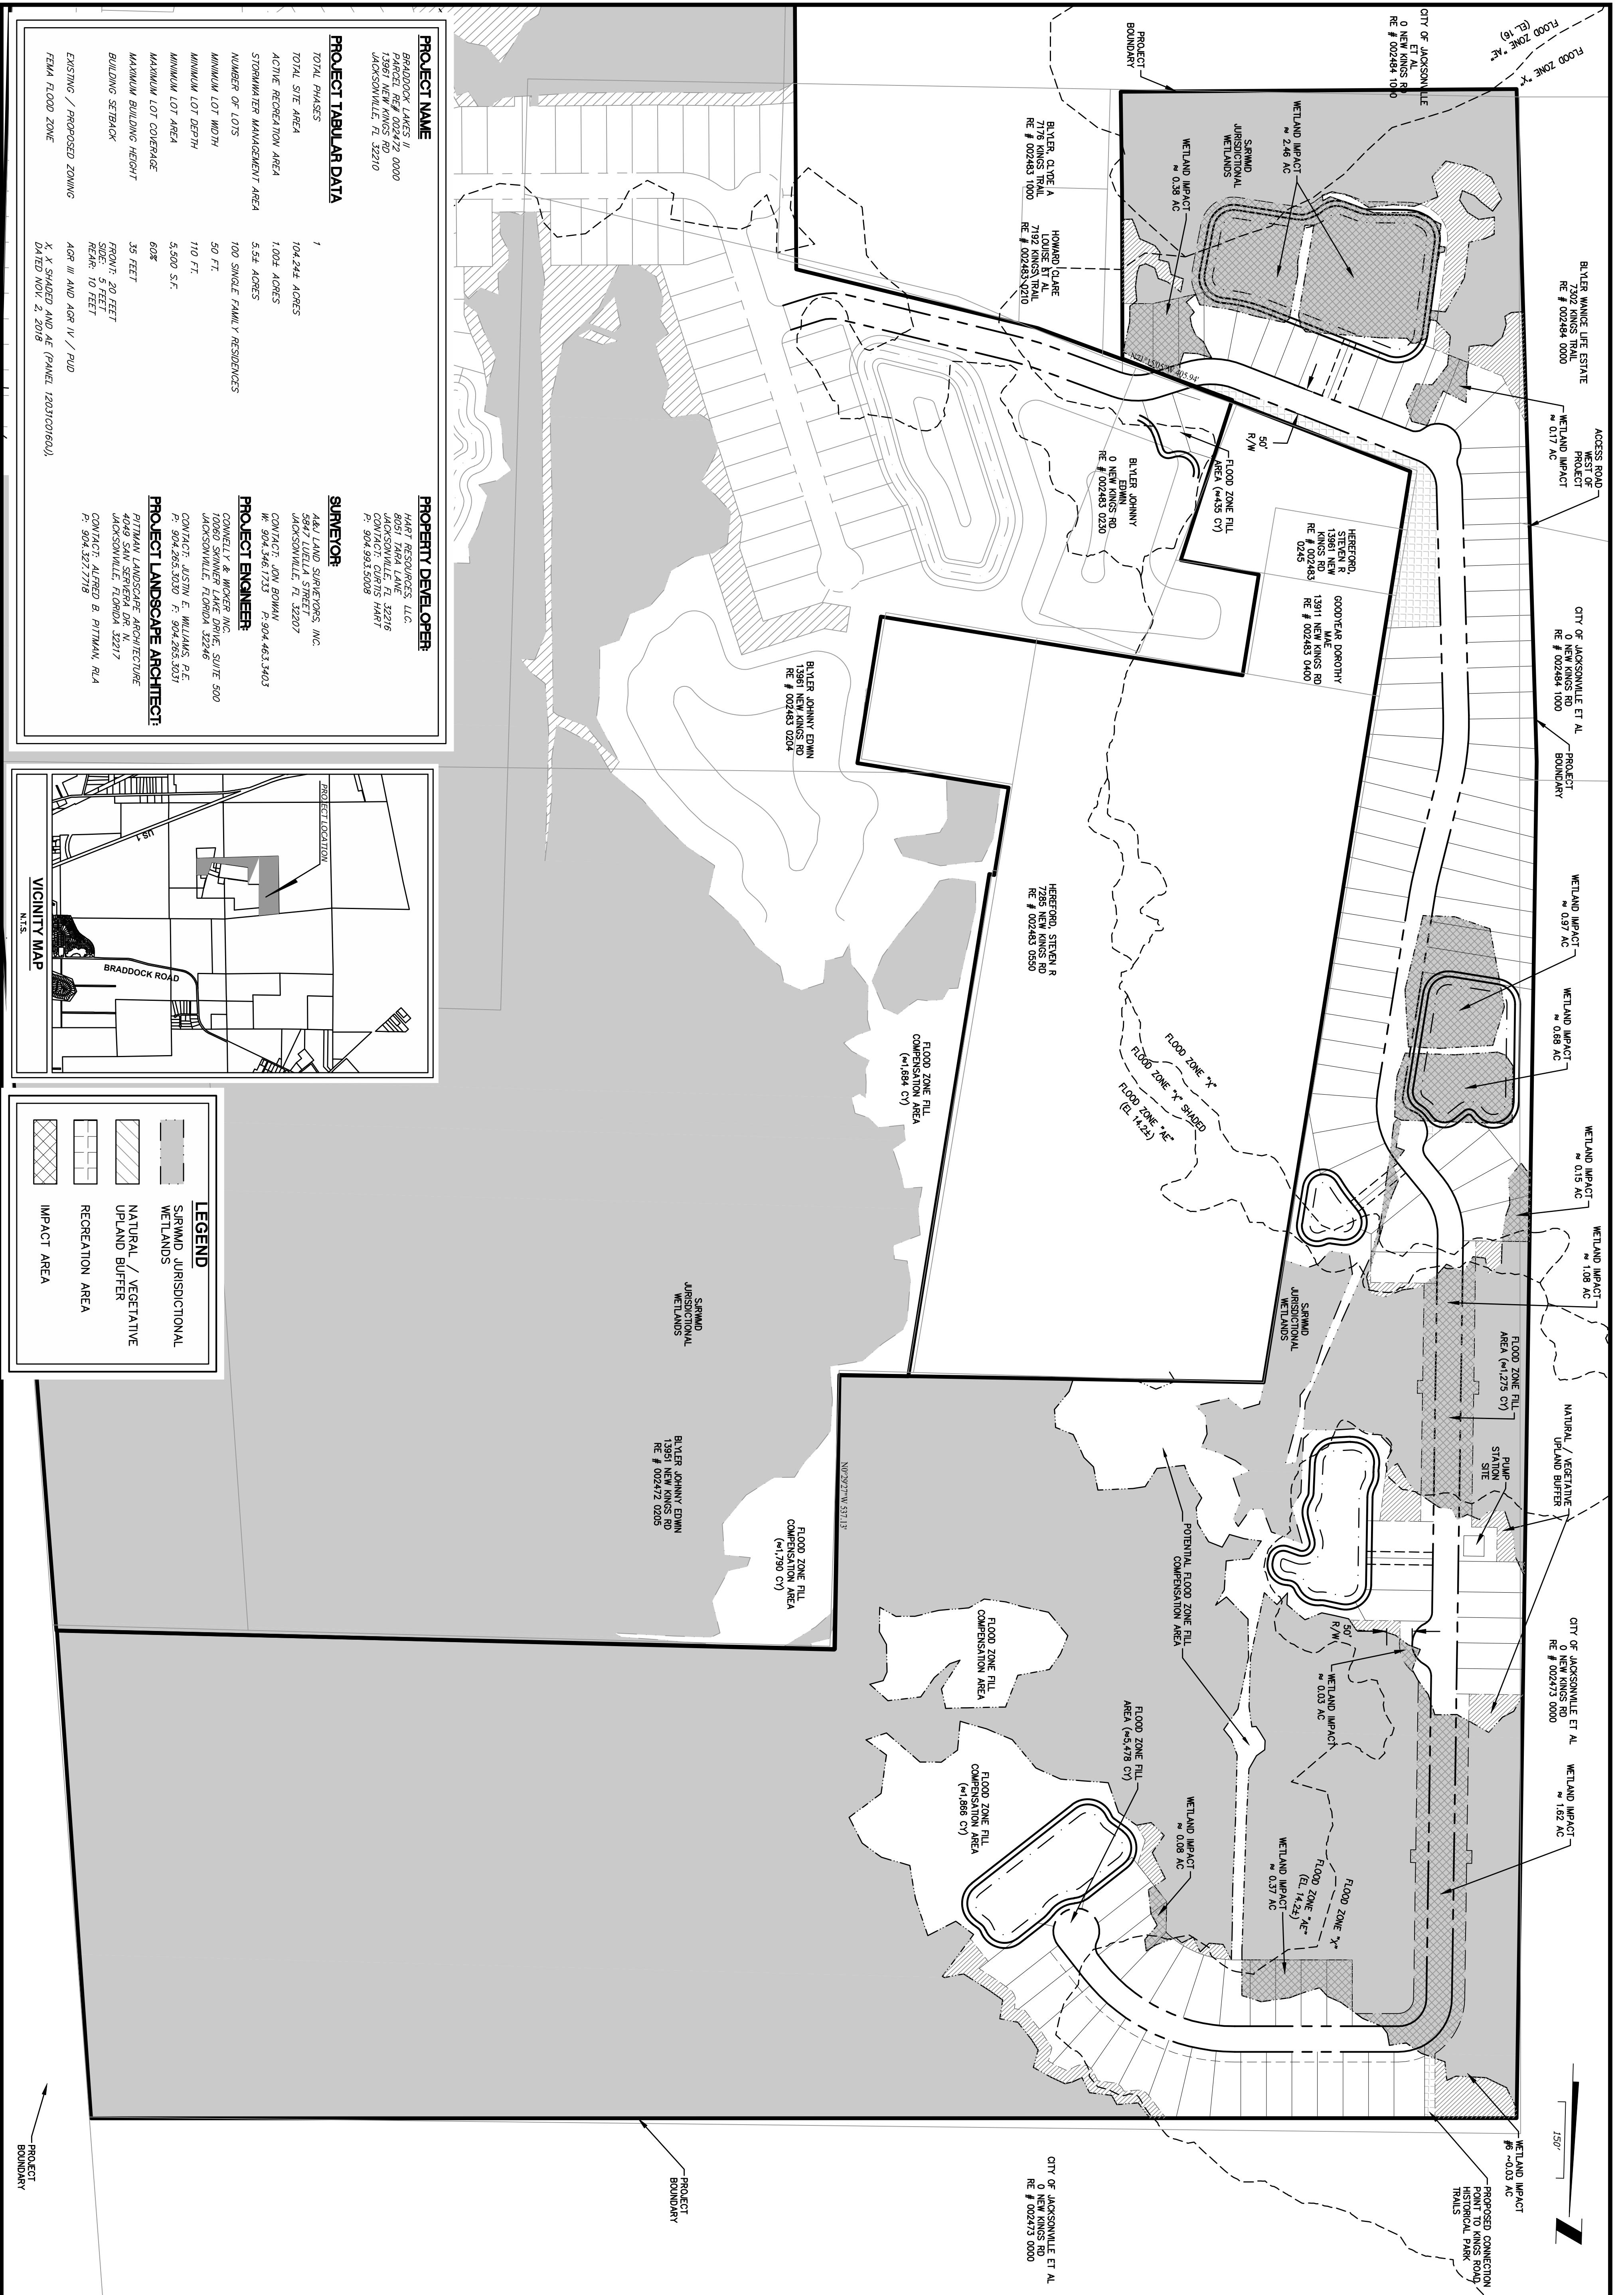 FLOOD ZONE "AE"
(EL 16)
FLOOD ZONE "X"
CITY OF JACKSONVILLE
ET AL
0 NEW KINGS RD
RE # 002484 1000
PROJECT
BOUNDARY
WETLAND IMPACT
≈ 2.46 AC
SJRWMD
JURISDICTIONAL
WETLANDS
WETLAND IMPACT
≈ 0.38 AC
BLYLER, CLYDE A
7176 KINGS TRAIL
RE # 002483 1000
HOWARD CLARE
LOUISE ET AL
7192 KINGS TRAIL
RE # 002483 0210
BLYLER WANICE LIFE ESTATE
7302 KINGS TRAIL
RE # 002484 0000
WETLAND IMPACT
≈ 0.17 AC
ACCESS ROAD
WEST OF
PROJECT
N21°15'05"W 405.94'
50'
R/W
FLOOD ZONE FILL
AREA (≈435 CY)
BLYLER JOHNNY
EDWIN
0 NEW KINGS RD
RE # 002483 0230
HEREFORD,
STEVEN R
13961 NEW
KINGS RD
RE # 002483
0245
GOODYEAR DOROTHY
MAE
13911 NEW KINGS RD
RE # 002483 0400
CITY OF JACKSONVILLE ET AL
0 NEW KINGS RD
RE # 002484 1000
PROJECT
BOUNDARY
BLYLER JOHNNY EDWIN
13961 NEW KINGS RD
RE # 002483 0204
HEREFORD, STEVEN R
7285 NEW KINGS RD
RE # 002483 0550
WETLAND IMPACT
≈ 0.97 AC
WETLAND IMPACT
≈ 0.68 AC
WETLAND IMPACT
≈ 0.15 AC
WETLAND IMPACT
≈ 1.08 AC
FLOOD ZONE FILL
AREA (≈1,275 CY)
NATURAL / VEGETATIVE
UPLAND BUFFER
PUMP
STATION
SITE
FLOOD ZONE "X"
FLOOD ZONE "X" SHADED
FLOOD ZONE "AE"
(EL 14.2±)
FLOOD ZONE FILL
COMPENSATION AREA
(≈1,684 CY)
SJRWMD
JURISDICTIONAL
WETLANDS
SJRWMD
JURISDICTIONAL
WETLANDS
BLYLER JOHNNY EDWIN
13951 NEW KINGS RD
RE # 002472 0205
N0°29'27"W 537.13'
FLOOD ZONE FILL
COMPENSATION AREA
(≈1,790 CY)
POTENTIAL FLOOD ZONE FILL
COMPENSATION AREA
FLOOD ZONE FILL
COMPENSATION AREA
50'
R/W
WETLAND IMPACT
≈ 0.03 AC
CITY OF JACKSONVILLE ET AL
0 NEW KINGS RD
RE # 002473 0000
WETLAND IMPACT
≈ 1.62 AC
FLOOD ZONE FILL
AREA (≈5,478 CY)
FLOOD ZONE FILL
COMPENSATION AREA
(≈1,866 CY)
WETLAND IMPACT
≈ 0.08 AC
WETLAND IMPACT
≈ 0.37 AC
FLOOD ZONE "X"
FLOOD ZONE "AE"
(EL 14.2±)
150'
WETLAND IMPACT
#6 ~0.03 AC
PROPOSED CONNECTION
POINT TO KINGS ROAD
HISTORICAL PARK
TRAILS
CITY OF JACKSONVILLE ET AL
0 NEW KINGS RD
RE # 002473 0000
PROJECT
BOUNDARY
PROJECT
BOUNDARY
PROJECT NAME
BRADDOCK LAKES II
PARCEL RE# 002472 0000
13961 NEW KINGS RD
JACKSONVILLE, FL 32210
PROJECT TABULAR DATA
TOTAL PHASES 1
TOTAL SITE AREA 104.24± ACRES
ACTIVE RECREATION AREA 1.00± ACRES
STORMWATER MANAGEMENT AREA 5.5± ACRES
NUMBER OF LOTS 100 SINGLE FAMILY RESIDENCES
MINIMUM LOT WIDTH 50 FT.
MINIMUM LOT DEPTH 110 FT.
MINIMUM LOT AREA 5,500 S.F.
MAXIMUM LOT COVERAGE 60%
MAXIMUM BUILDING HEIGHT 35 FEET
BUILDING SETBACK FRONT: 20 FEET
SIDE: 5 FEET
REAR: 10 FEET
EXISTING / PROPOSED ZONING AGR III AND AGR IV / PUD
FEMA FLOOD ZONE X, X SHADED AND AE (PANEL 12031C0160J),
DATED NOV. 2, 2018
PROPERTY DEVELOPER:
HART RESOURCES, LLC.
8051 TARA LANE
JACKSONVILLE, FL 32216
CONTACT: CURTIS HART
P: 904.993.5008
SURVEYOR:
A&J LAND SURVEYORS, INC.
5847 LUELLA STREET
JACKSONVILLE, FL 32207
CONTACT: JON BOWAN
W: 904.346.1733 P: 904.463.3403
PROJECT ENGINEER:
CONNELLY & WICKER INC.
10060 SKINNER LAKE DRIVE, SUITE 500
JACKSONVILLE, FLORIDA 32246
CONTACT: JUSTIN E. WILLIAMS, P.E.
P: 904.265.3030 F: 904.265.3031
PROJECT LANDSCAPE ARCHITECT:
PITTMAN LANDSCAPE ARCHITECTURE
4049 SAN SERVERA DR. N.
JACKSONVILLE, FLORIDA 32217
CONTACT: ALFRED B. PITTMAN, RLA
P: 904.327.7718
PROJECT LOCATION
US 1
BRADDOCK ROAD
VICINITY MAP
N.T.S.
LEGEND
SJRWMD JURISDICTIONAL
WETLANDS
NATURAL / VEGETATIVE
UPLAND BUFFER
RECREATION AREA
IMPACT AREA